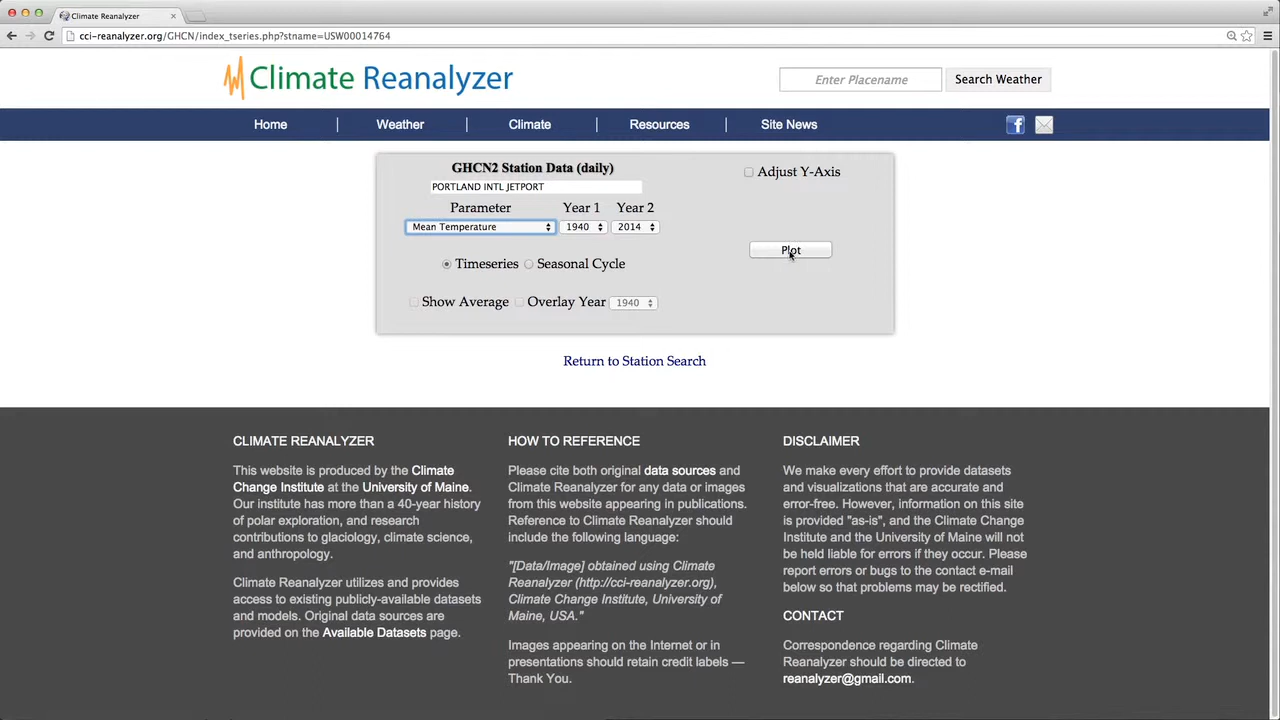 Climate Reanalyzer
cci-reanalyzer.org/GHCN/index_tseries.php?stname=USW00014764
Climate Reanalyzer
Enter Placename
Search Weather
Home
Weather
Climate
Resources
Site News
GHCN2 Station Data (daily)
Adjust Y-Axis
PORTLAND INTL JETPORT
Parameter Year 1 Year 2
Mean Temperature 1940 2014
Plot
Timeseries Seasonal Cycle
Show Average Overlay Year 1940
Return to Station Search
CLIMATE REANALYZER
This website is produced by the Climate
Change Institute at the University of Maine.
Our institute has more than a 40-year history
of polar exploration, and research
contributions to glaciology, climate science,
and anthropology.
Climate Reanalyzer utilizes and provides
access to existing publicly-available datasets
and models. Original data sources are
provided on the Available Datasets page.
HOW TO REFERENCE
Please cite both original data sources and
Climate Reanalyzer for any data or images
from this website appearing in publications.
Reference to Climate Reanalyzer should
include the following language:
"[Data/Image] obtained using Climate
Reanalyzer (http://cci-reanalyzer.org),
Climate Change Institute, University of
Maine, USA."
Images appearing on the Internet or in
presentations should retain credit labels —
Thank You.
DISCLAIMER
We make every effort to provide datasets
and visualizations that are accurate and
error-free. However, information on this site
is provided "as-is", and the Climate Change
Institute and the University of Maine will not
be held liable for errors if they occur. Please
report errors or bugs to the contact e-mail
below so that problems may be rectified.
CONTACT
Correspondence regarding Climate
Reanalyzer should be directed to
reanalyzer@gmail.com.